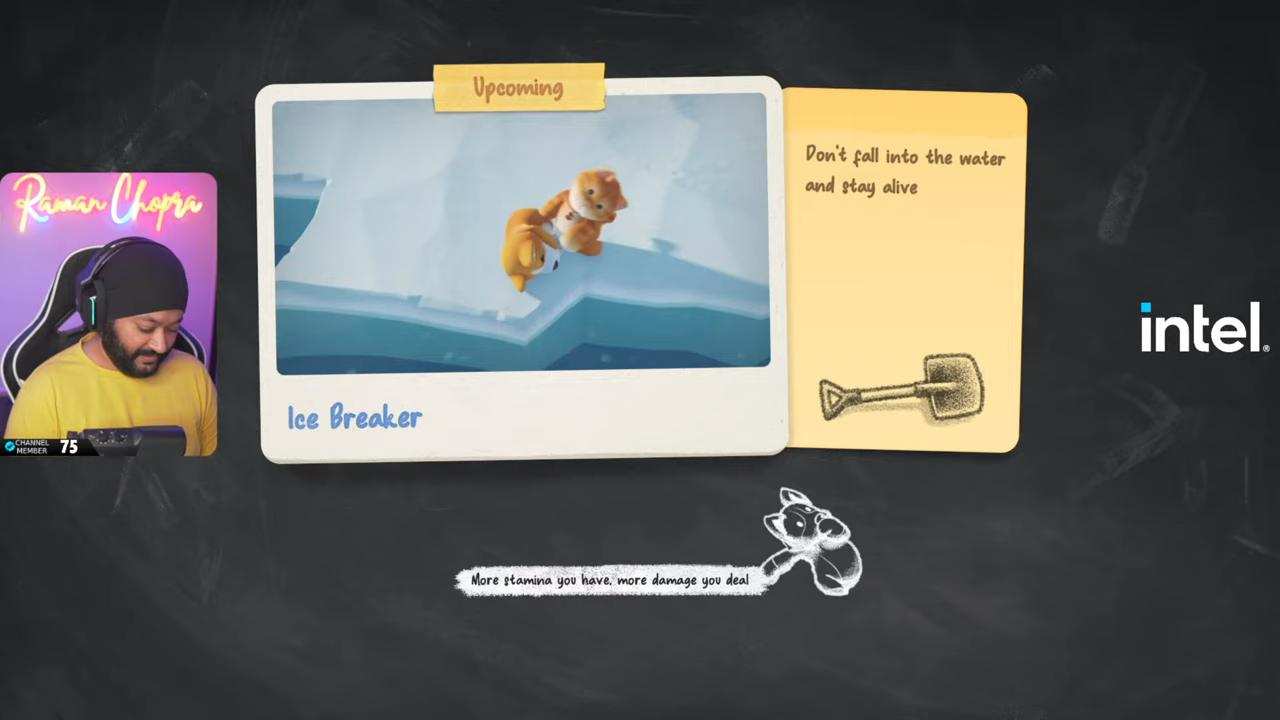 Upcoming
Don't fall into the water
and stay alive
Raman Chopra
intel
Ice Breaker
CHANNEL
MEMBER 75
More stamina you have, more damage you deal